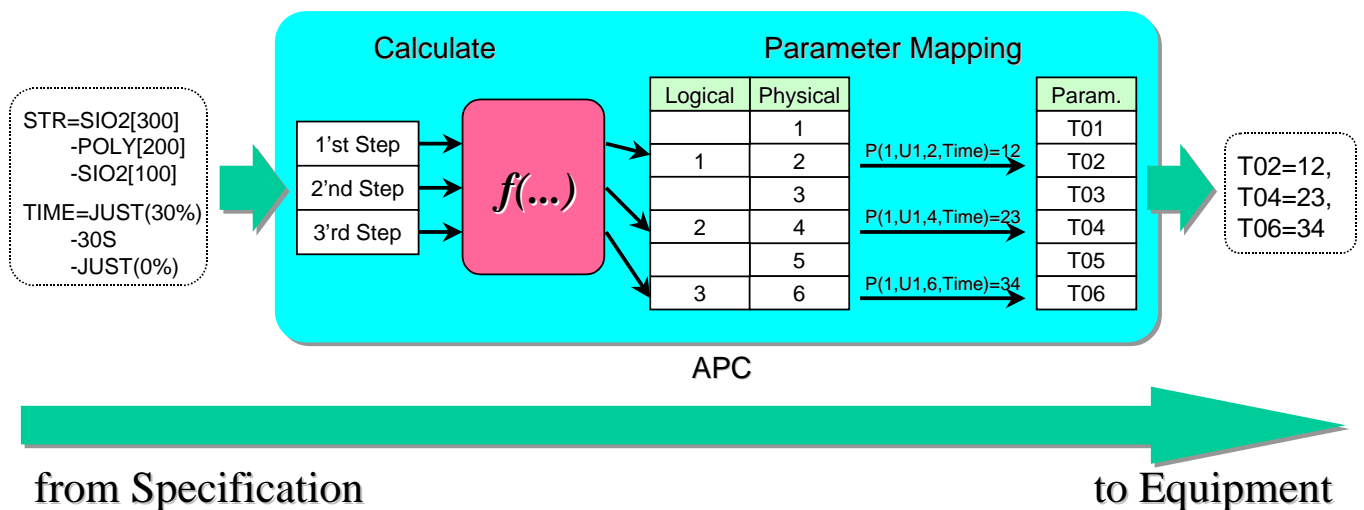 Calculate
Parameter Mapping
STR=SIO2[300]
-POLY[200]
-SIO2[100]
TIME=JUST(30%)
-30S
-JUST(0%)
1'st Step
2'nd Step
3'rd Step
f(...)
Logical Physical
1
1 2
3
2 4
5
3 6
P(1,U1,2,Time)=12
P(1,U1,4,Time)=23
P(1,U1,6,Time)=34
Param.
T01
T02
T03
T04
T05
T06
T02=12,
T04=23,
T06=34
APC
from Specification
to Equipment